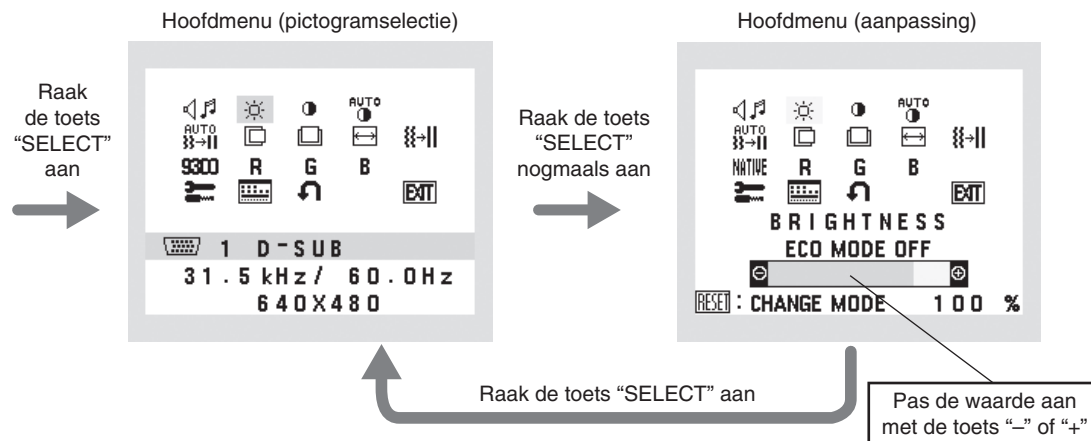 Hoofdmenu (pictogramselectie)
Hoofdmenu (aanpassing)
Raak
de toets
“SELECT”
aan
AUTO
AUTO
9300 R G B
EXIT
1 D-SUB
31.5 kHz/ 60.0Hz
640X480
Raak de toets
“SELECT”
nogmaals aan
AUTO
AUTO
NATIVE R G B
EXIT
BRIGHTNESS
ECO MODE OFF
RESET : CHANGE MODE 100 %
Raak de toets “SELECT” aan
Pas de waarde aan
met de toets “–” of “+”